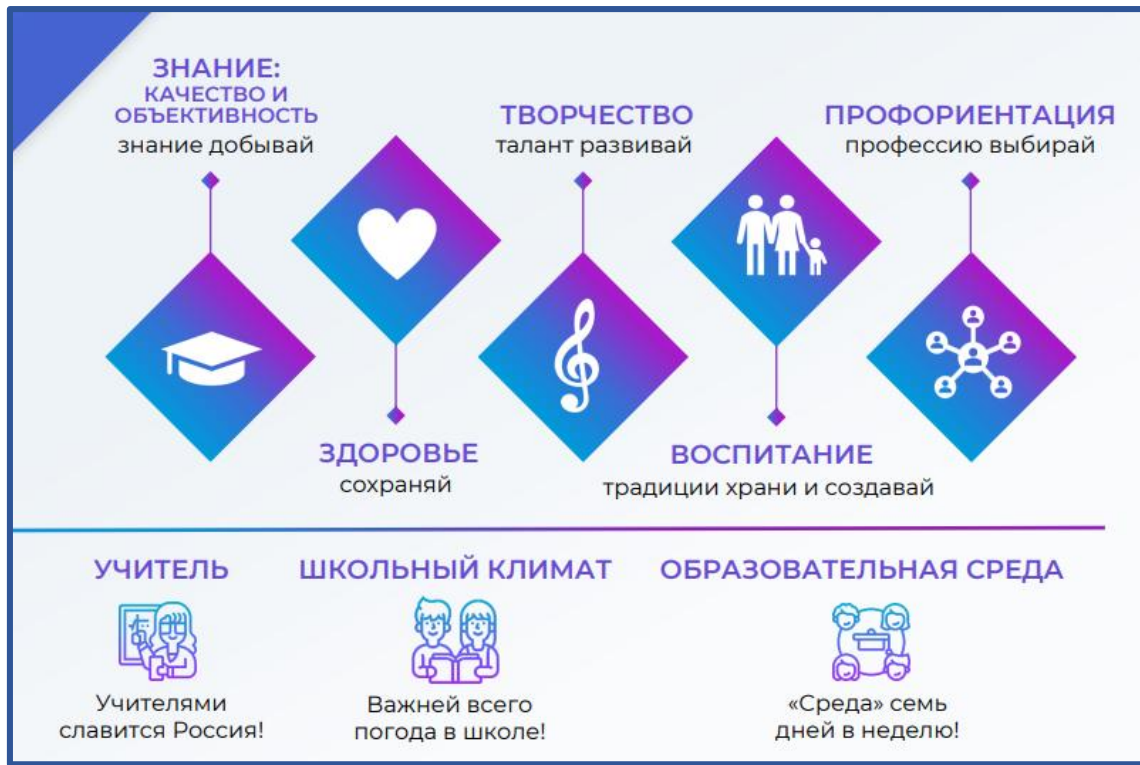 ЗНАНИЕ:
КАЧЕСТВО И
ОБЪЕКТИВНОСТЬ
знание добывай
ТВОРЧЕСТВО
талант развивай
ПРОФОРИЕНТАЦИЯ
профессию выбирай
ЗДОРОВЬЕ
сохраняй
ВОСПИТАНИЕ
традиции храни и создавай
УЧИТЕЛЬ
Учителями
славится Россия!
ШКОЛЬНЫЙ КЛИМАТ
Важней всего
погода в школе!
ОБРАЗОВАТЕЛЬНАЯ СРЕДА
«Среда» семь
дней в неделю!